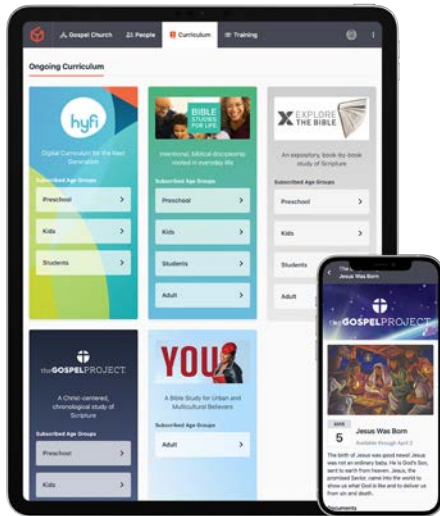 Gospel Church People Curriculum Training
Ongoing Curriculum
hyfi
Digital Curriculum for the Next
Generation
Subscribed Age Groups
Preschool
Kids
Students
BIBLE
STUDIES
FOR LIFE
Intentional, biblical discipleship
rooted in everyday life
Subscribed Age Groups
Preschool
Kids
Students
Adult
EXPLORE
THE BIBLE
An expository, book-by-book
study of Scripture
Subscribed Age Groups
Preschool
Kids
Students
Adult
the GOSPEL PROJECT.
A Christ-centered,
chronological study of
Scripture
Subscribed Age Groups
Preschool
Kids
YOU
A Bible Study for Urban and
Multicultural Believers
Subscribed Age Groups
Adult
Jesus Was Born
the GOSPEL PROJECT
5
Jesus Was Born
Available through April 2
The birth of Jesus was good news! Jesus
was not an ordinary baby. He is God's Son,
sent to earth from heaven. Jesus, the
promised Savior, came into the world to
show us what God is like and to deliver us
from sin and death.
Documents